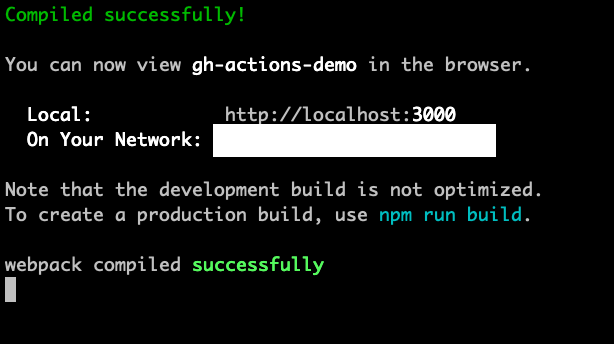 Compiled successfully!
You can now view gh-actions-demo in the browser.
Local: http://localhost:3000
On Your Network:
Note that the development build is not optimized.
To create a production build, use npm run build.
webpack compiled successfully